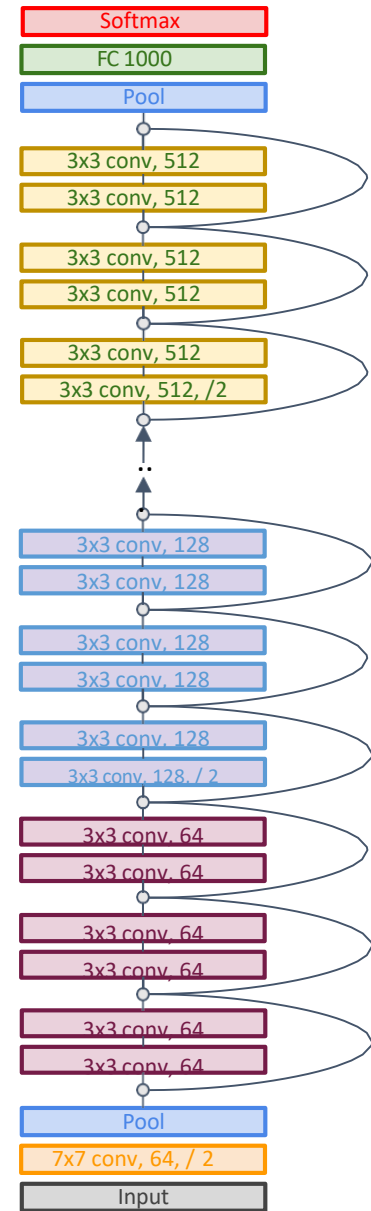 Softmax
FC 1000
Pool
3x3 conv, 512
3x3 conv, 512
3x3 conv, 512
3x3 conv, 512
3x3 conv, 512
3x3 conv, 512, /2
..
.
3x3 conv, 128
3x3 conv, 128
3x3 conv, 128
3x3 conv, 128
3x3 conv, 128
3x3 conv, 128, / 2
3x3 conv, 64
3x3 conv, 64
3x3 conv, 64
3x3 conv, 64
3x3 conv, 64
3x3 conv, 64
Pool
7x7 conv, 64, / 2
Input